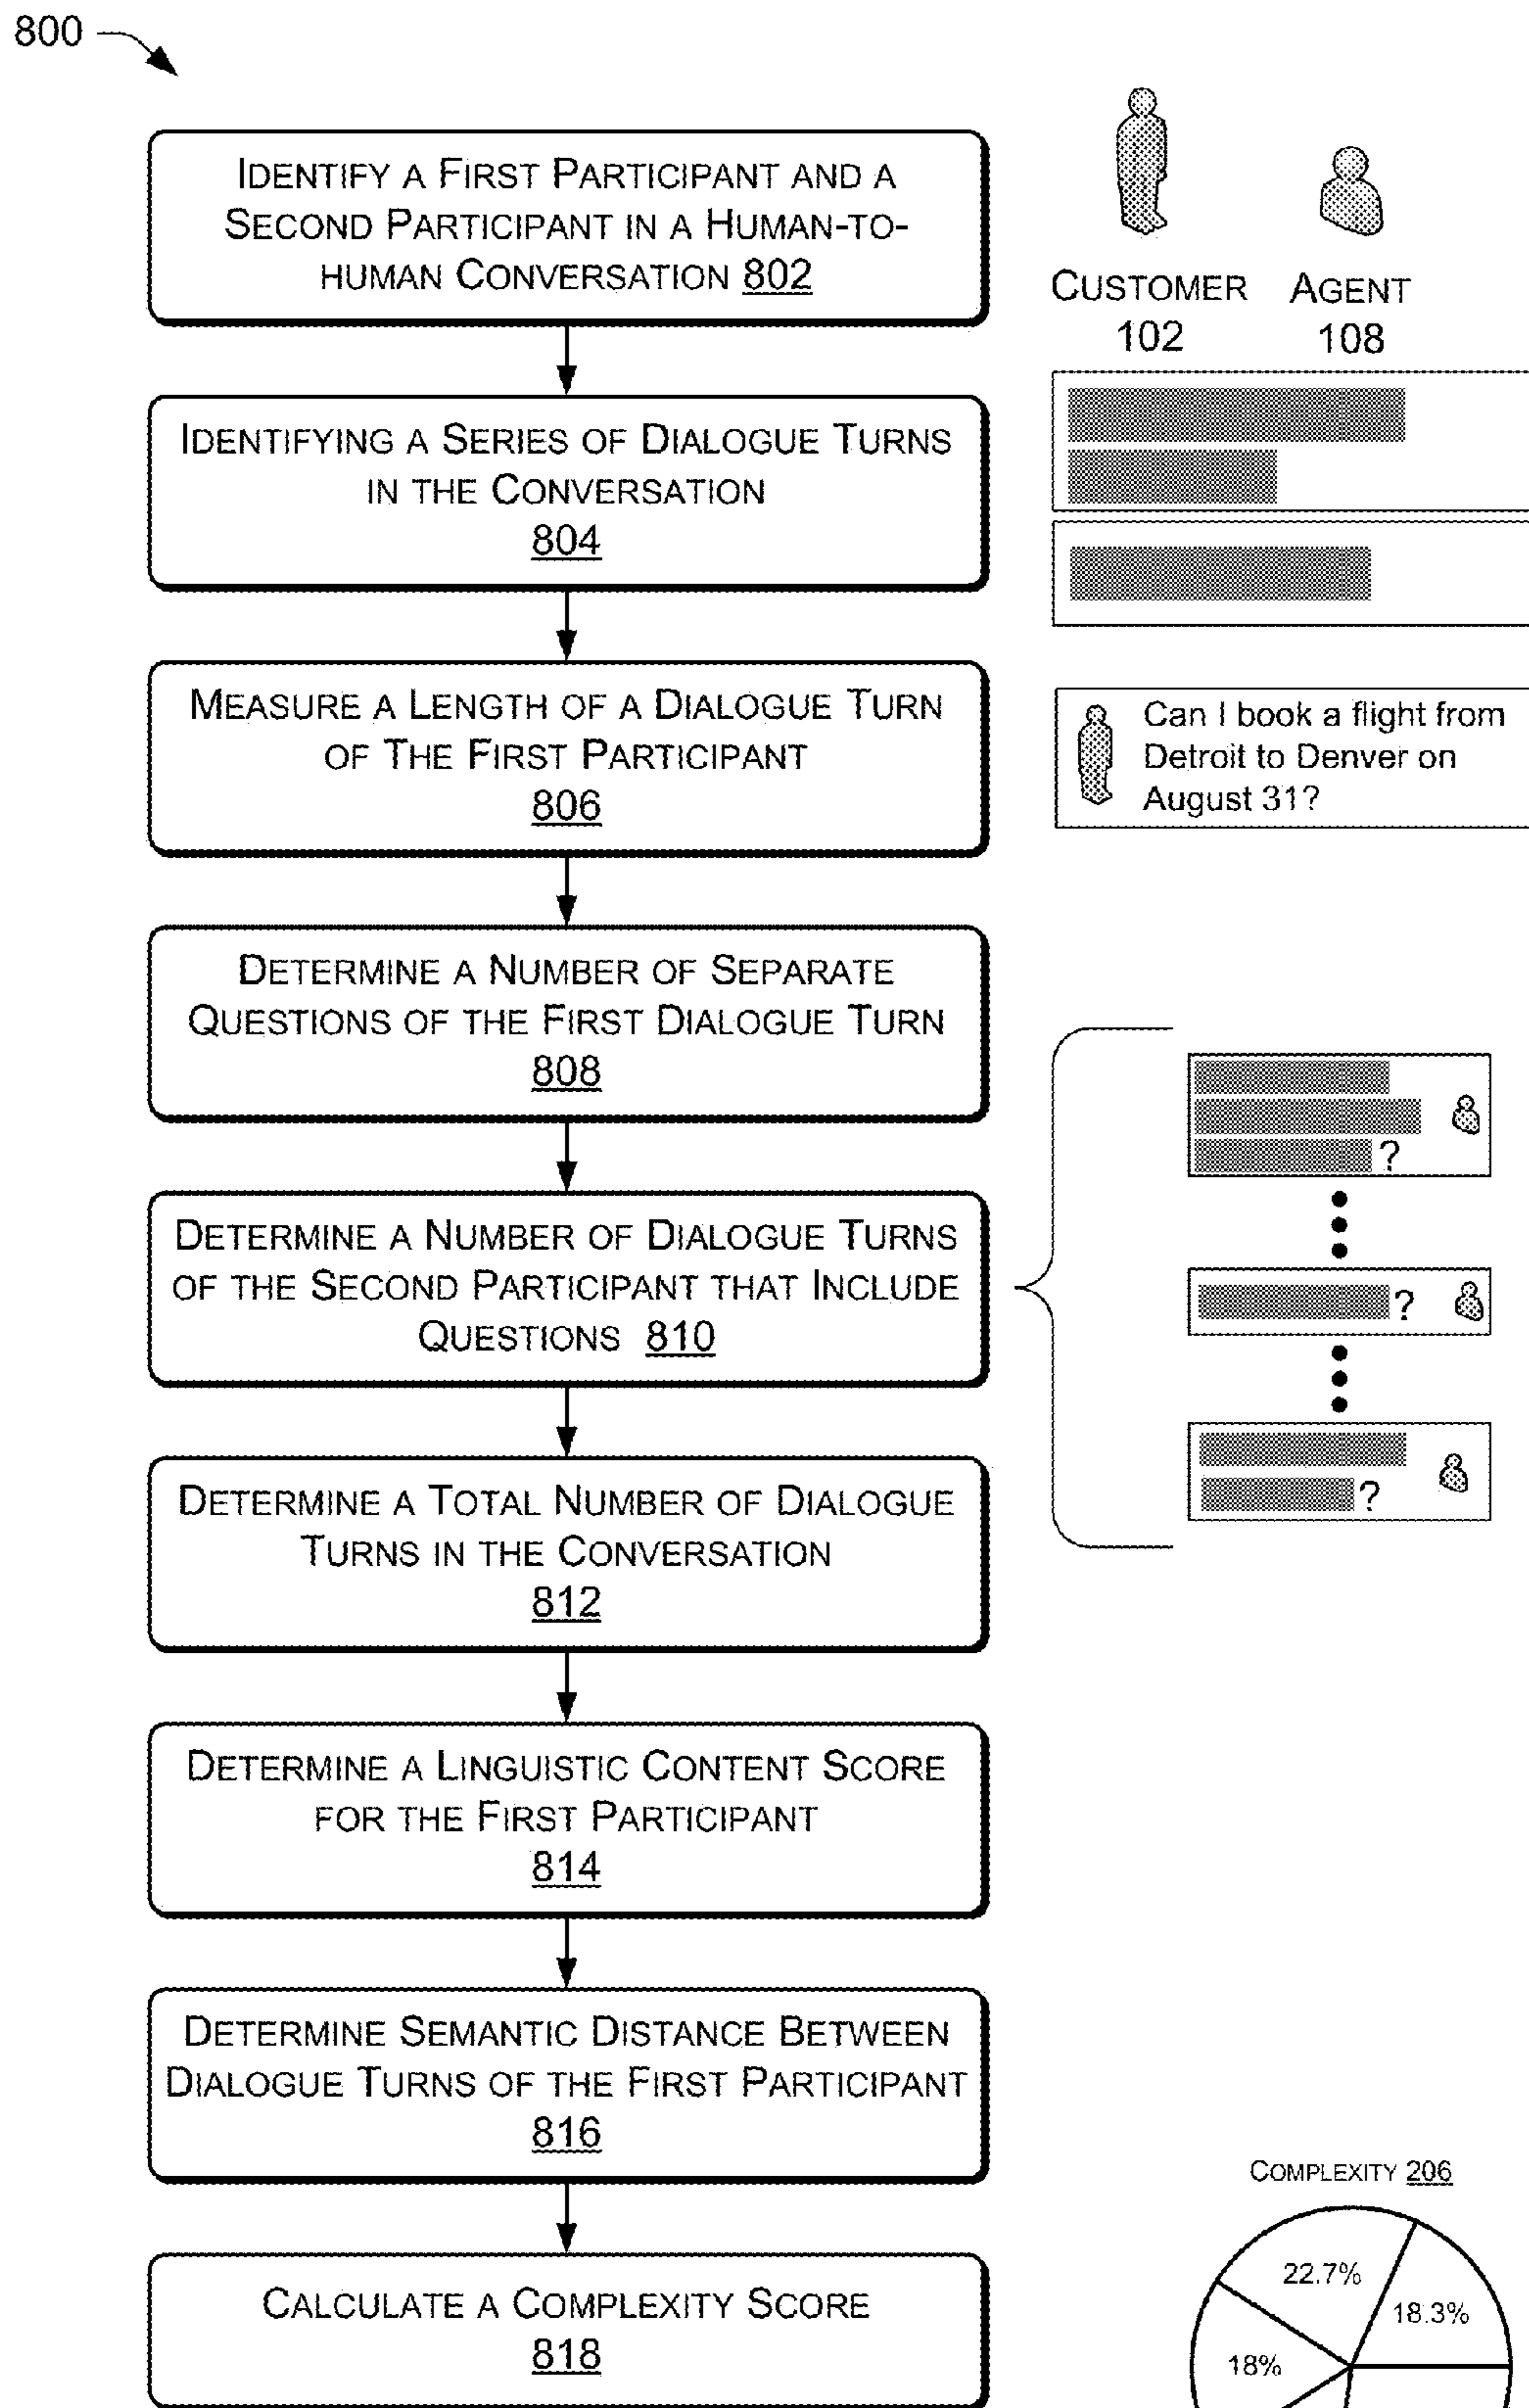 800
IDENTIFY A FIRST PARTICIPANT AND A
SECOND PARTICIPANT IN A HUMAN-TO-
HUMAN CONVERSATION 802
CUSTOMER
102
AGENT
108
IDENTIFYING A SERIES OF DIALOGUE TURNS
IN THE CONVERSATION
804
MEASURE A LENGTH OF A DIALOGUE TURN
OF THE FIRST PARTICIPANT
806
Can I book a flight from
Detroit to Denver on
August 31?
DETERMINE A NUMBER OF SEPARATE
QUESTIONS OF THE FIRST DIALOGUE TURN
808
DETERMINE A NUMBER OF DIALOGUE TURNS
OF THE SECOND PARTICIPANT THAT INCLUDE
QUESTIONS 810
?
?
?
DETERMINE A TOTAL NUMBER OF DIALOGUE
TURNS IN THE CONVERSATION
812
DETERMINE A LINGUISTIC CONTENT SCORE
FOR THE FIRST PARTICIPANT
814
DETERMINE SEMANTIC DISTANCE BETWEEN
DIALOGUE TURNS OF THE FIRST PARTICIPANT
816
CALCULATE A COMPLEXITY SCORE
818
COMPLEXITY 206
22.7%
18.3%
18%